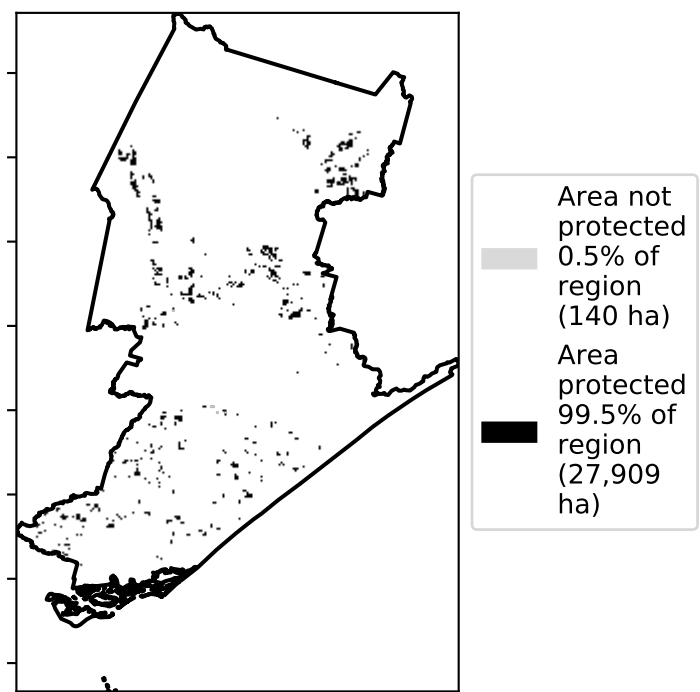 Area not
protected
0.5% of
region
(140 ha)
Area
protected
99.5% of
region
(27,909
ha)